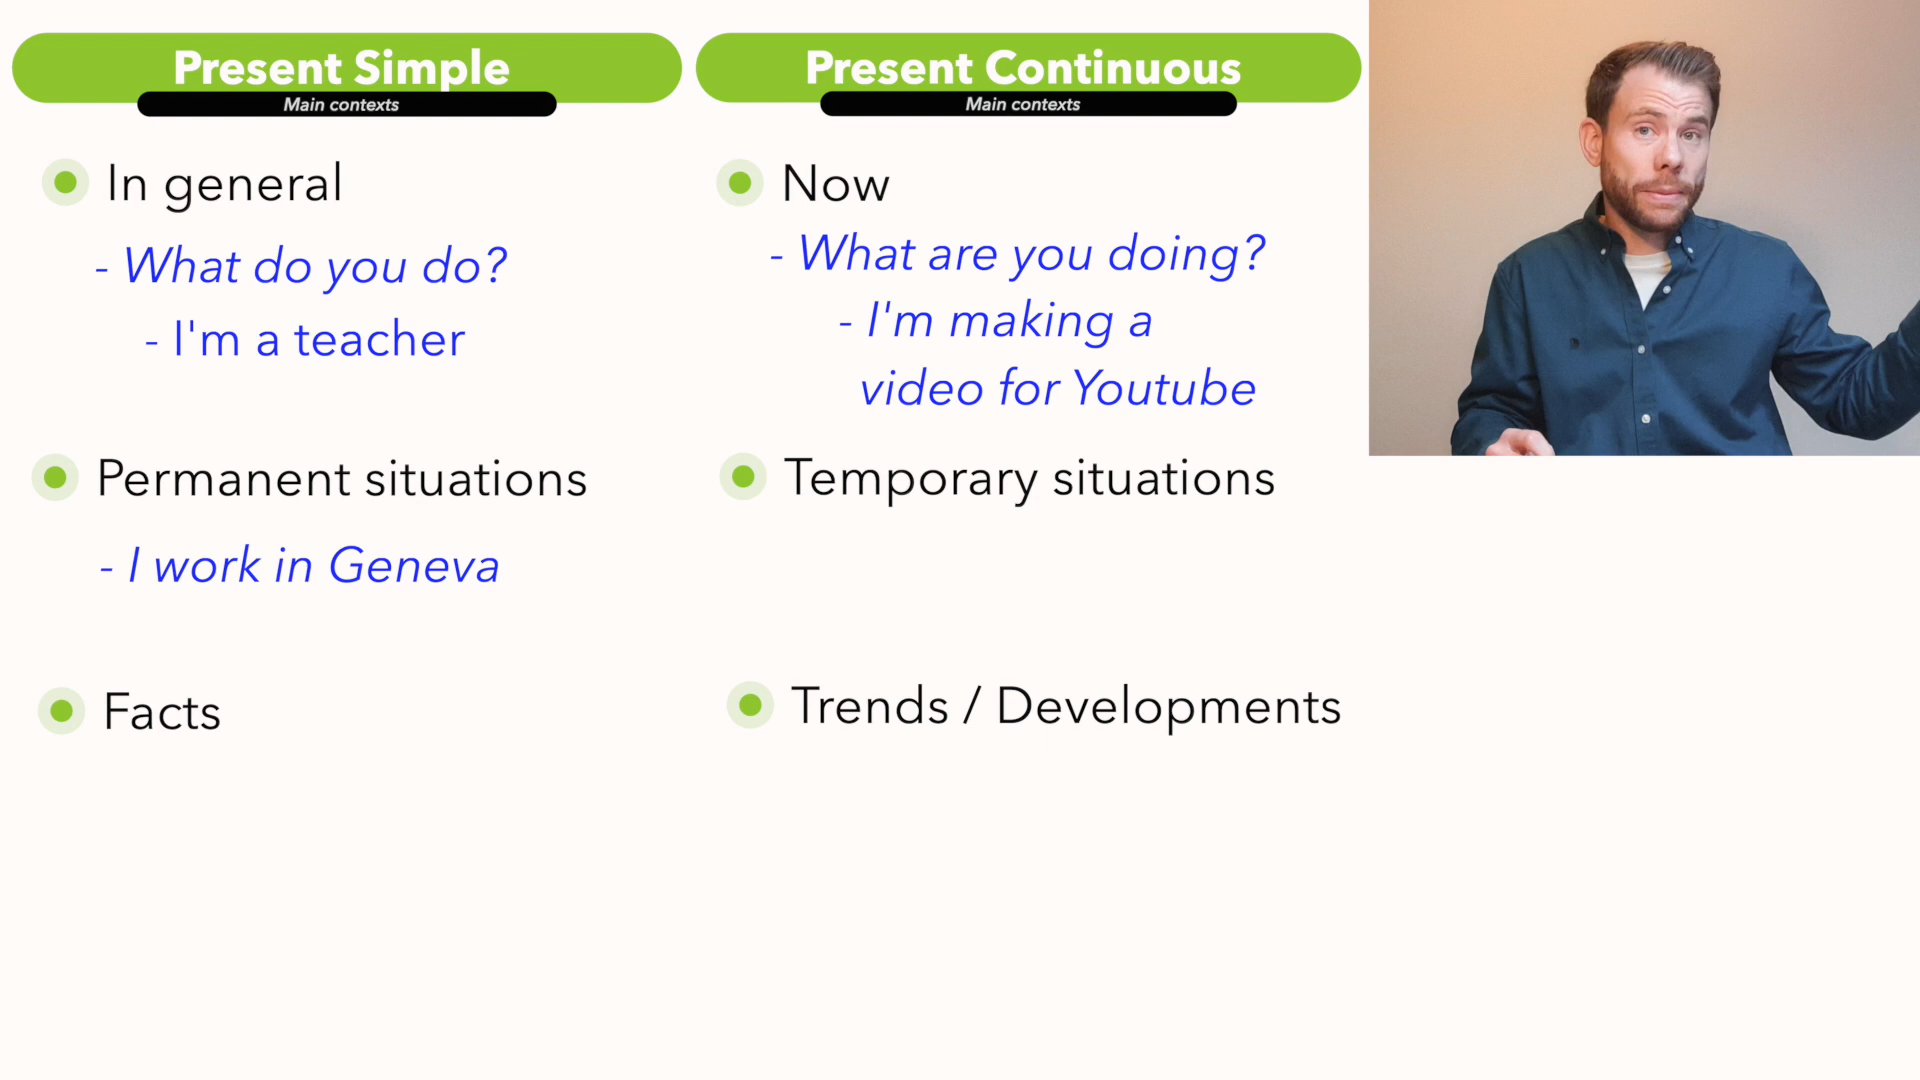 Present Simple
Main contexts
In general
- What do you do?
- I'm a teacher
Permanent situations
- I work in Geneva
Facts
Present Continuous
Main contexts
Now
- What are you doing?
- I'm making a
video for Youtube
Temporary situations
Trends / Developments